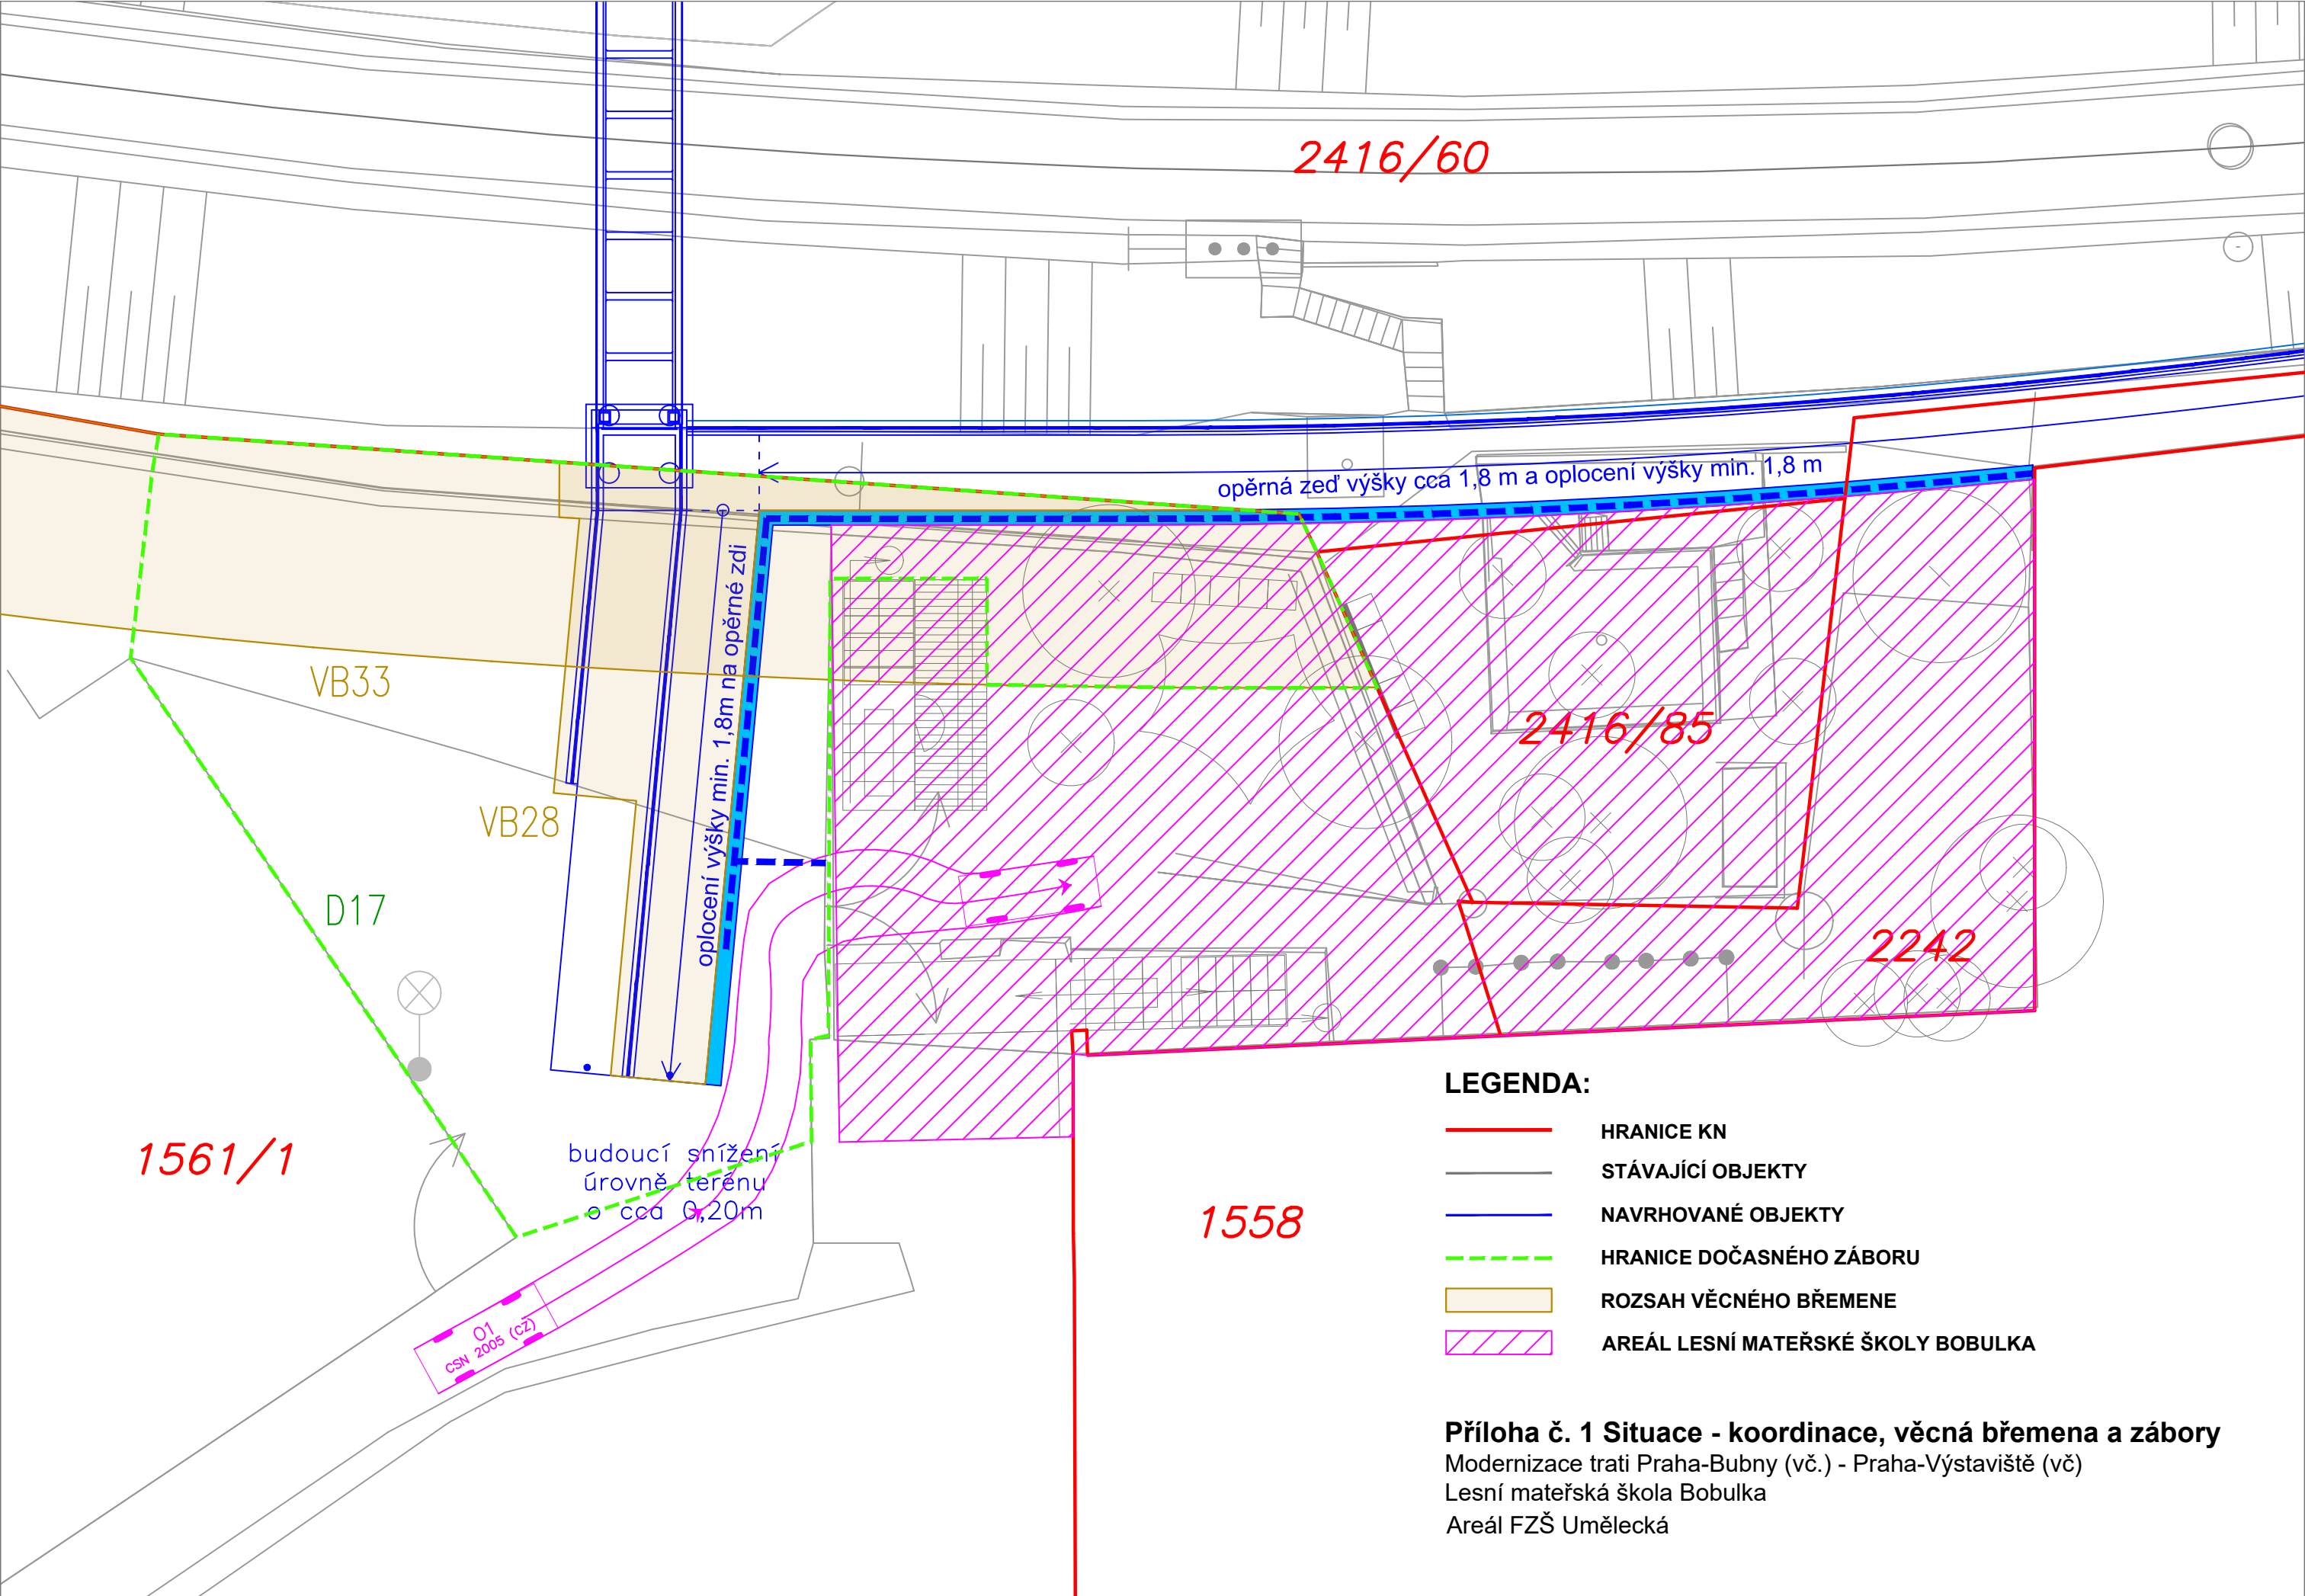 2416/60
opěrná zeď výšky cca 1,8 m a oplocení výšky min. 1,8 m
oplocení výšky min. 1,8m na opěrné zdi
VB33
2416/85
VB28
D17
2242
1561/1
budoucí snížení
úrovně terénu
o cca 0,20m
1558
O1
CSN 2005 (CZ)
LEGENDA:
HRANICE KN
STÁVAJÍCÍ OBJEKTY
NAVRHOVANÉ OBJEKTY
HRANICE DOČASNÉHO ZÁBORU
ROZSAH VĚCNÉHO BŘEMENE
AREÁL LESNÍ MATEŘSKÉ ŠKOLY BOBULKA
Příloha č. 1 Situace - koordinace, věcná břemena a zábory
Modernizace trati Praha-Bubny (vč.) - Praha-Výstaviště (vč)
Lesní mateřská škola Bobulka
Areál FZŠ Umělecká